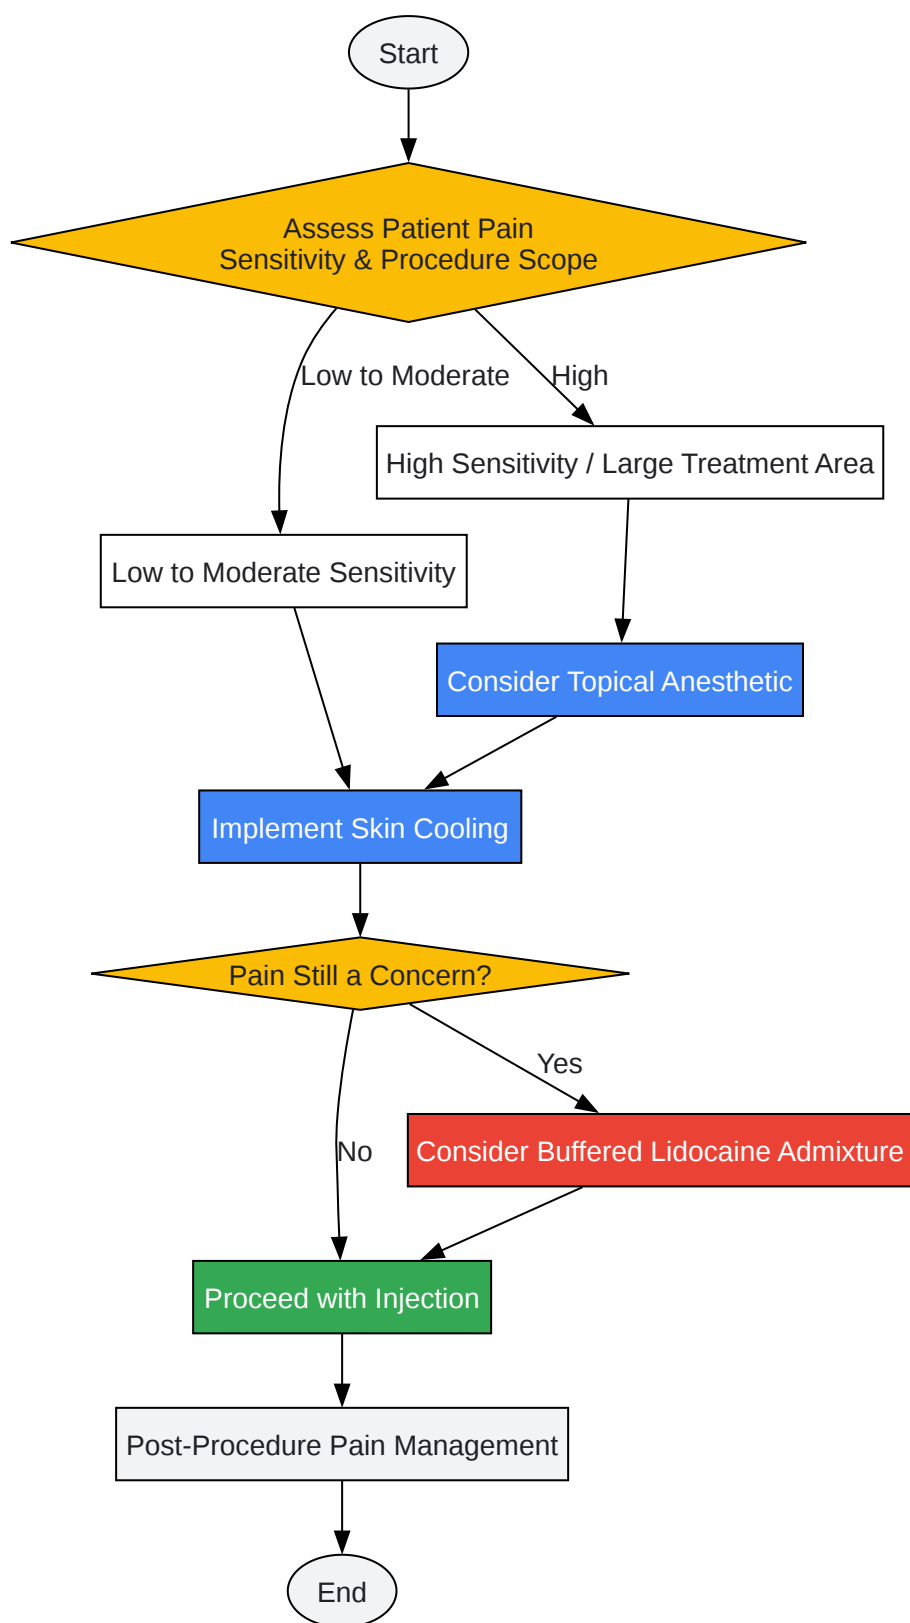 Start
Assess Patient Pain
Sensitivity & Procedure Scope
Low to Moderate
High
High Sensitivity / Large Treatment Area
Low to Moderate Sensitivity
Consider Topical Anesthetic
Implement Skin Cooling
Pain Still a Concern?
Yes
No
Consider Buffered Lidocaine Admixture
Proceed with Injection
Post-Procedure Pain Management
End